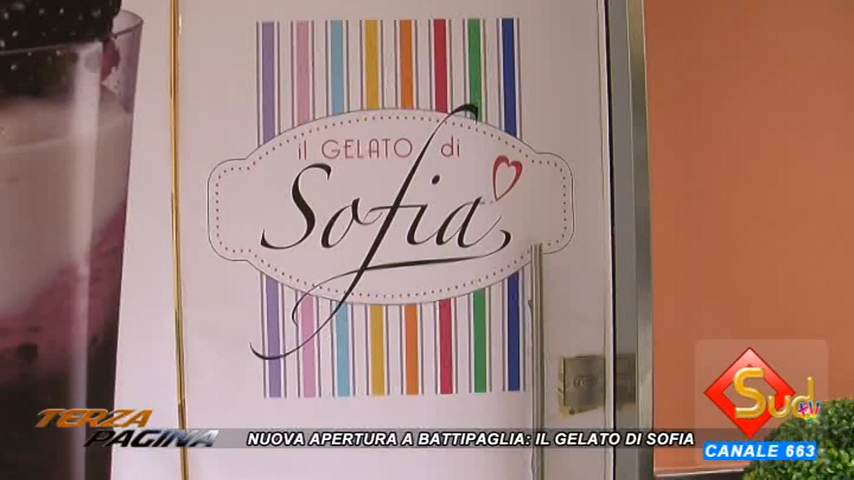 il GELATO di
Sofia
TERZA
PAGINA
NUOVA APERTURA A BATTIPAGLIA: IL GELATO DI SOFIA
Sud
CANALE 663